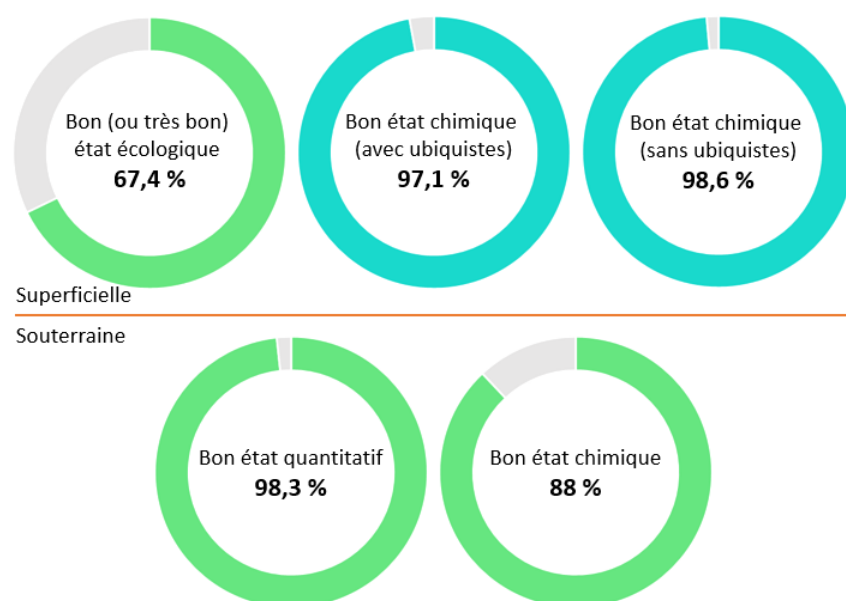 Bon (ou très bon)
état écologique
67,4 %
Bon état chimique
(avec ubiquistes)
97,1 %
Bon état chimique
(sans ubiquistes)
98,6 %
Superficielle
Souterraine
Bon état quantitatif
98,3 %
Bon état chimique
88 %